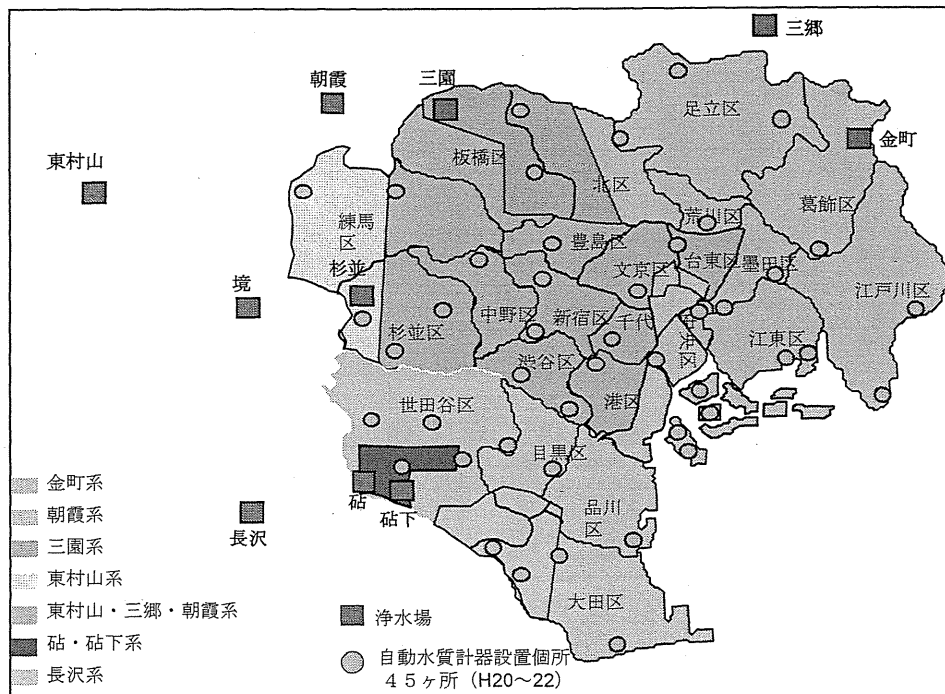 三郷
朝霞
三園
足立区
金町
東村山
板橋区
北区
葛飾区
荒川区
練馬
区
豊島区
台東区
墨田区
文京区
杉並
境
江戸川区
中野区
新宿区
千代
杉並区
江東区
渋谷区
港区
世田谷区
目黒区
金町系
砧
砧下
品川
区
朝霞系
長沢
三園系
東村山系
大田区
東村山・三郷・朝霞系
浄水場
砧・砧下系
自動水質計器設置個所
長沢系
４５ヶ所（H20～22）